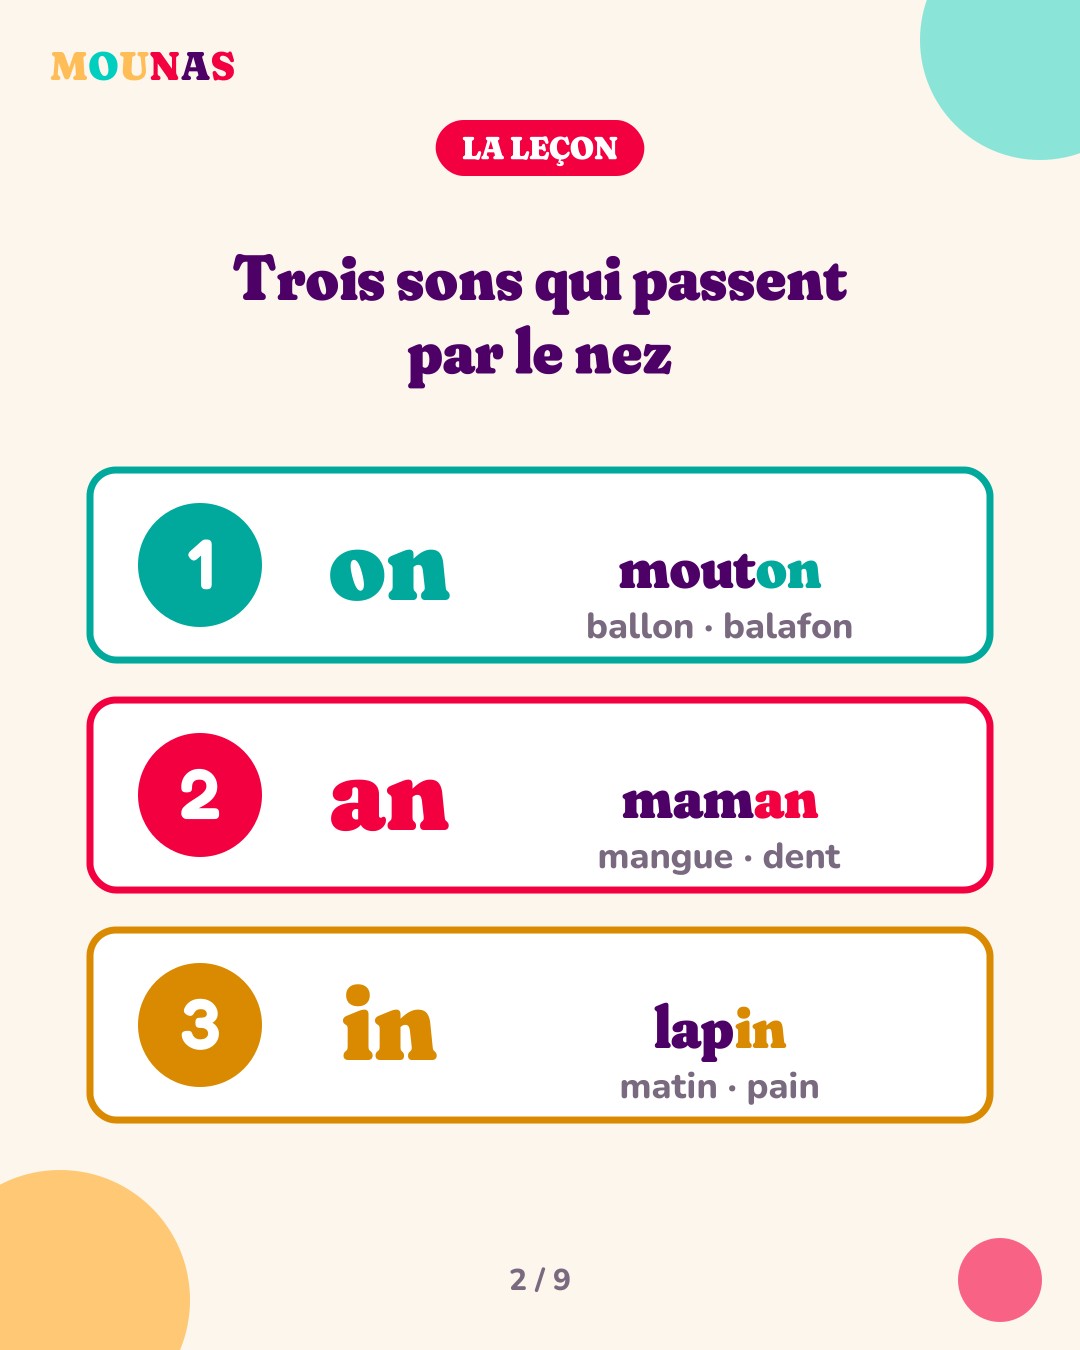 MOUNAS
LA LEÇON
Trois sons qui passent
par le nez
1
on
mouton
ballon · balafon
2
an
maman
mangue · dent
3
in
lapin
matin · pain
2 / 9